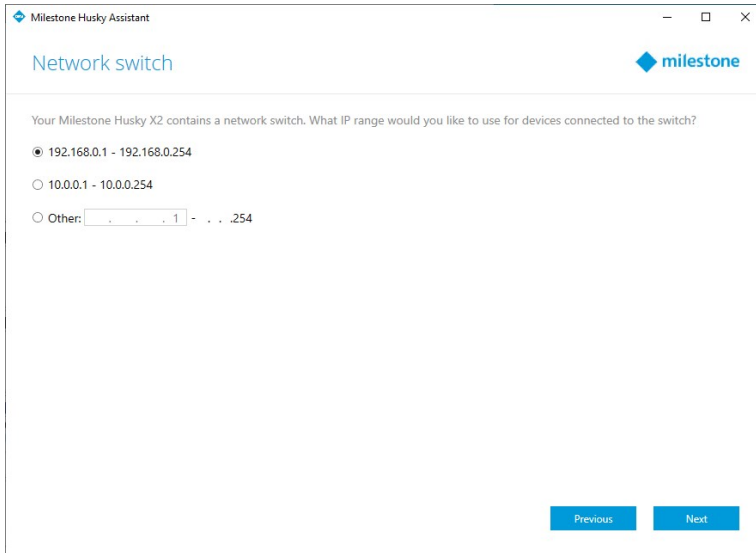 Milestone Husky Assistant
Network switch
milestone
Your Milestone Husky X2 contains a network switch. What IP range would you like to use for devices connected to the switch?
192.168.0.1 - 192.168.0.254
10.0.0.1 - 10.0.0.254
Other: . . . 1 - . . .254
Previous Next